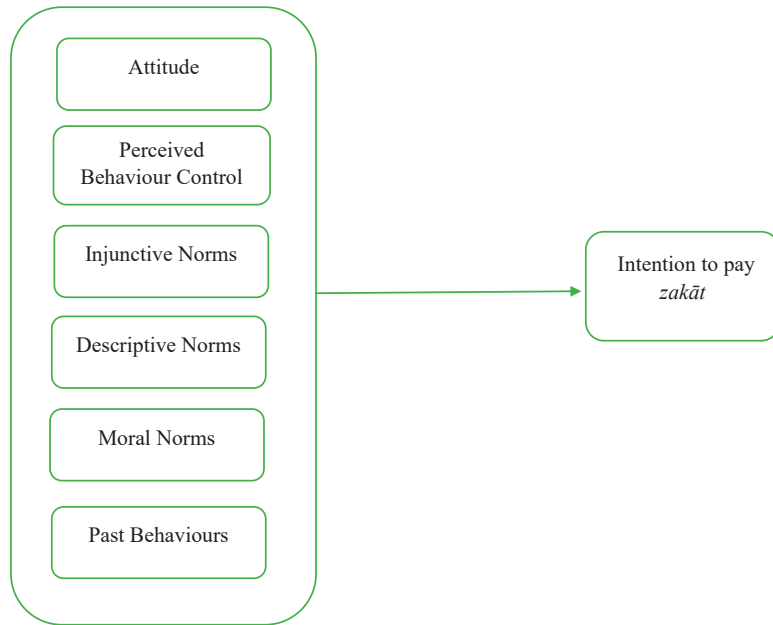 Attitude
Perceived
Behaviour Control
Injunctive Norms
Descriptive Norms
Moral Norms
Past Behaviours
Intention to pay
zakāt